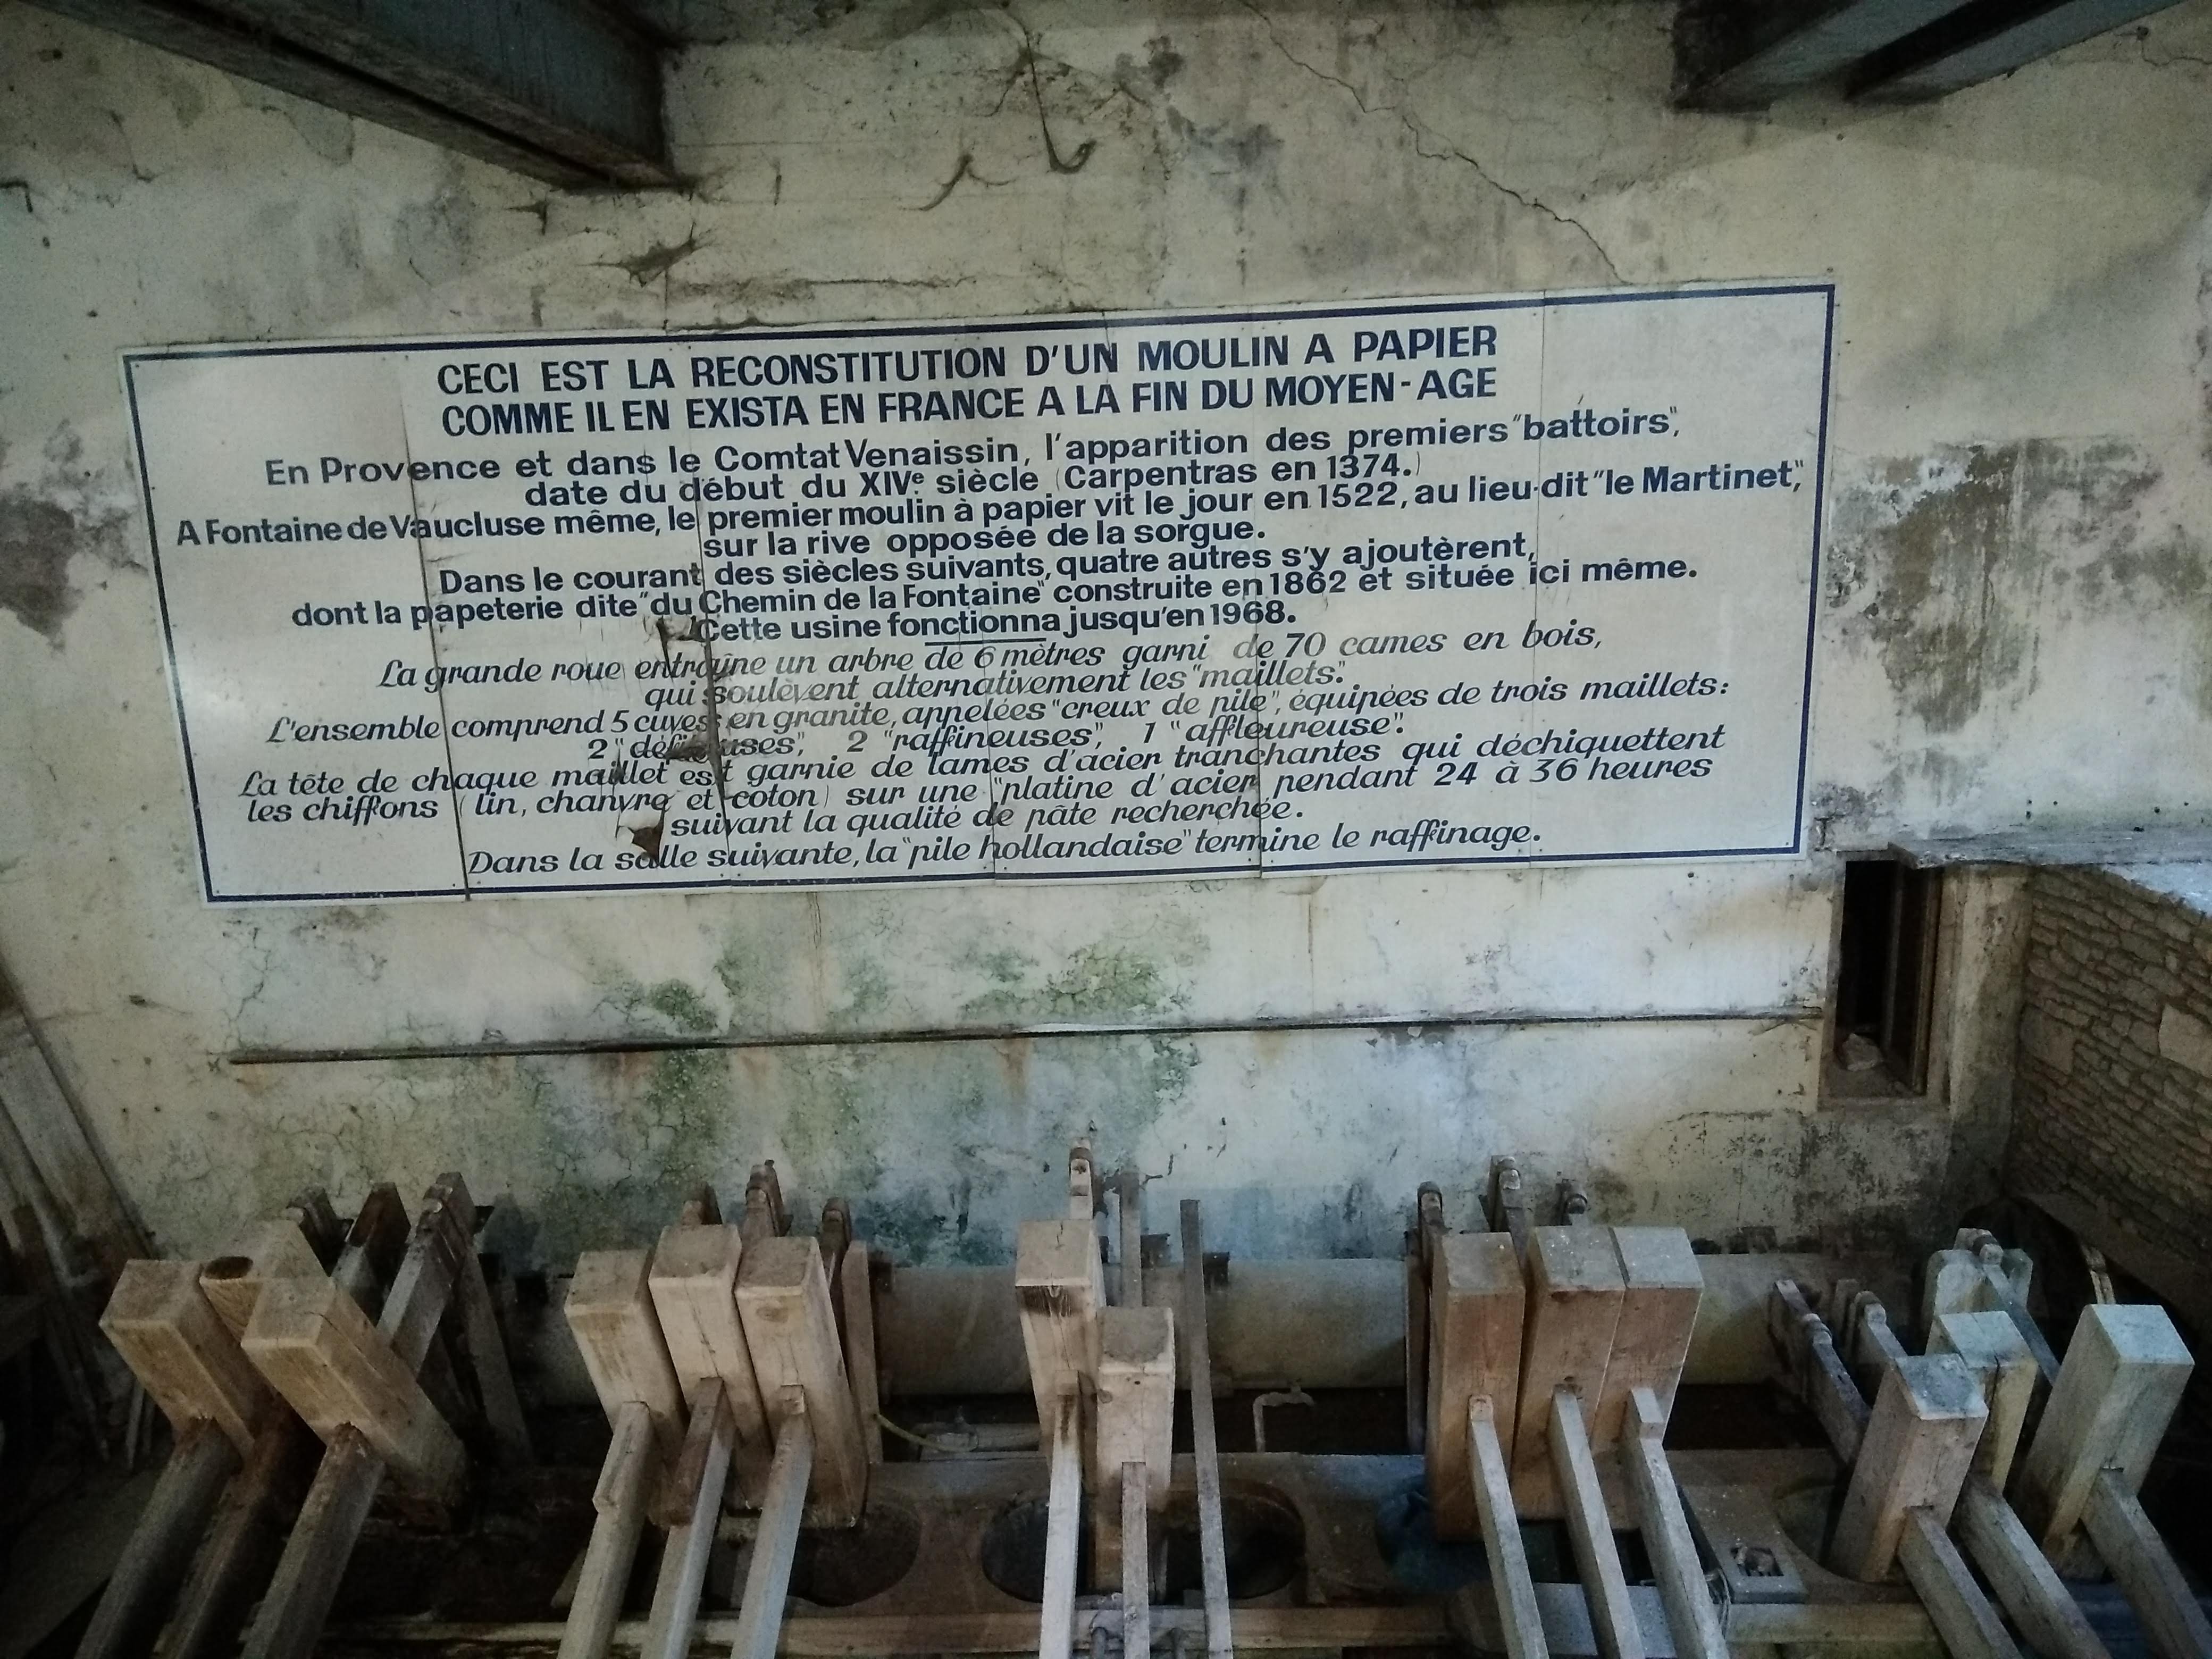 CECI EST LA RECONSTITUTION D'UN MOULIN A PAPIER
COMME IL EN EXISTA EN FRANCE A LA FIN DU MOYEN-AGE
En Provence et dans le Comtat Venaissin, l'apparition des premiers "battoirs",
date du début du XIVe siècle (Carpentras en 1374.)
A Fontaine de Vaucluse même, le premier moulin à papier vit le jour en 1522, au lieu-dit "le Martinet",
sur la rive opposée de la sorgue.
Dans le courant des siècles suivants, quatre autres s'y ajoutèrent,
dont la papeterie dite "du Chemin de la Fontaine" construite en 1862 et située ici même.
Cette usine fonctionna jusqu'en 1968.
La grande roue entraîne un arbre de 6 mètres garni de 70 cames en bois,
qui soulèvent alternativement les "maillets".
L'ensemble comprend 5 cuves en granite, appelées "creux de pile", équipées de trois maillets:
2 2 "raffineuses", 1 "affleureuse".
La tête de chaque maillet est garnie de lames d'acier tranchantes qui déchiquettent
les chiffons (lin, chanvre et coton) sur une "platine d'acier" pendant 24 à 36 heures
suivant la qualité de pâte recherchée.
Dans la salle suivante, la "pile hollandaise" termine le raffinage.